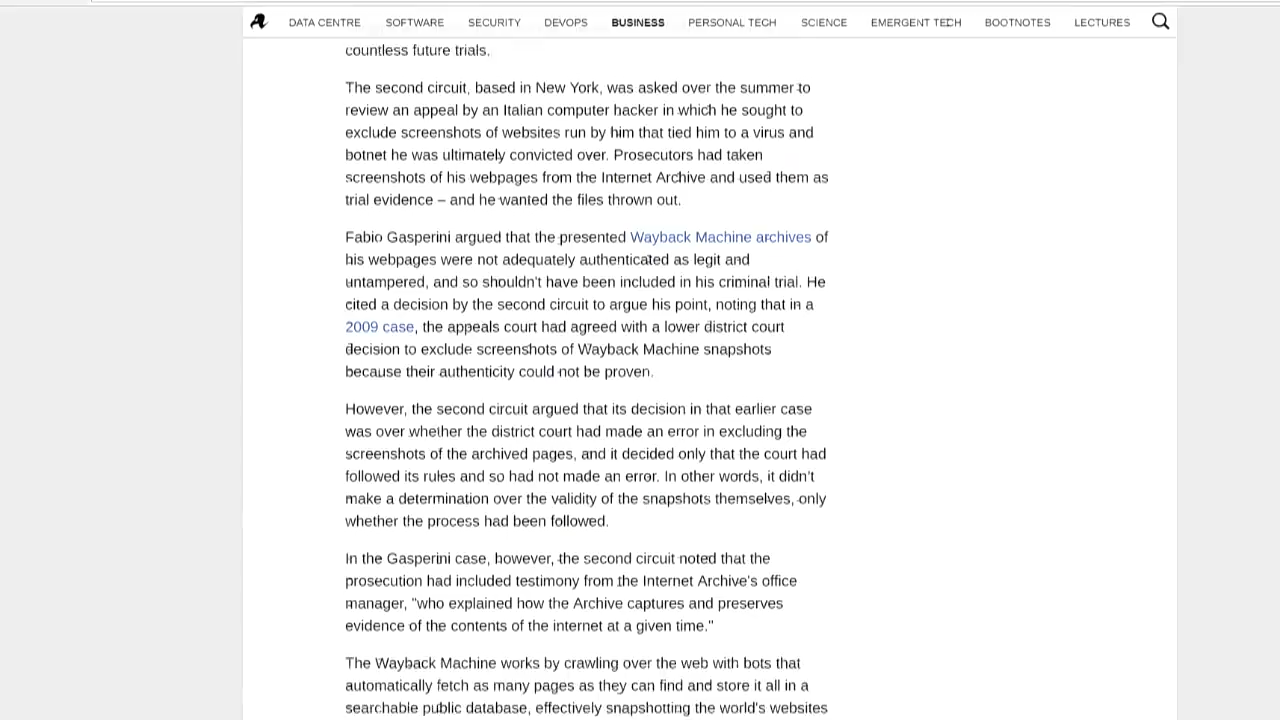 DATA CENTRE SOFTWARE SECURITY DEVOPS BUSINESS PERSONAL TECH SCIENCE EMERGENT TECH BOOTNOTES LECTURES
countless future trials.
The second circuit, based in New York, was asked over the summer to
review an appeal by an Italian computer hacker in which he sought to
exclude screenshots of websites run by him that tied him to a virus and
botnet he was ultimately convicted over. Prosecutors had taken
screenshots of his webpages from the Internet Archive and used them as
trial evidence – and he wanted the files thrown out.
Fabio Gasperini argued that the presented Wayback Machine archives of
his webpages were not adequately authenticated as legit and
untampered, and so shouldn't have been included in his criminal trial. He
cited a decision by the second circuit to argue his point, noting that in a
2009 case, the appeals court had agreed with a lower district court
decision to exclude screenshots of Wayback Machine snapshots
because their authenticity could not be proven.
However, the second circuit argued that its decision in that earlier case
was over whether the district court had made an error in excluding the
screenshots of the archived pages, and it decided only that the court had
followed its rules and so had not made an error. In other words, it didn't
make a determination over the validity of the snapshots themselves, only
whether the process had been followed.
In the Gasperini case, however, the second circuit noted that the
prosecution had included testimony from the Internet Archive's office
manager, "who explained how the Archive captures and preserves
evidence of the contents of the internet at a given time."
The Wayback Machine works by crawling over the web with bots that
automatically fetch as many pages as they can find and store it all in a
searchable public database, effectively snapshotting the world's websites